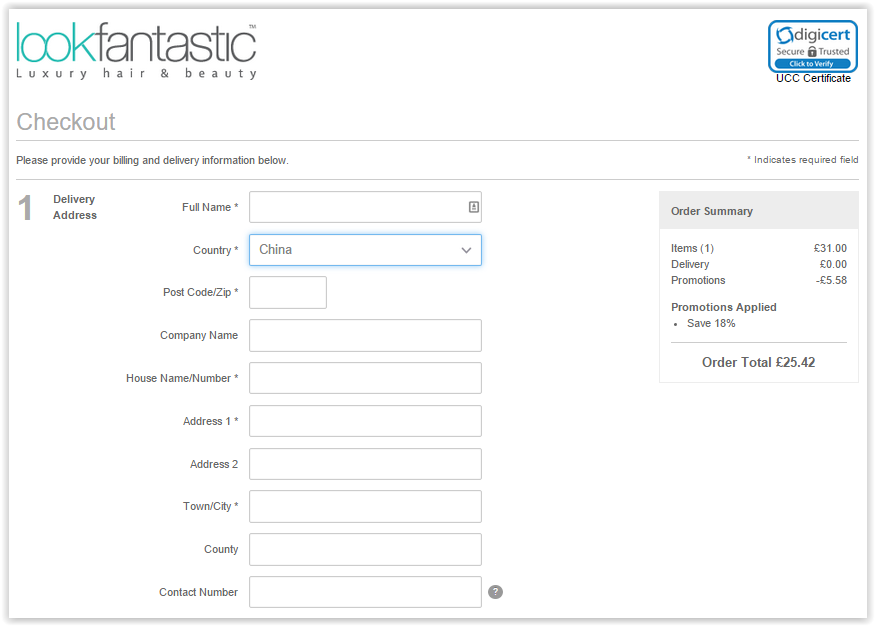 lookfantastic™
Luxury hair & beauty
digicert
Secure Trusted
Click to Verify
UCC Certificate
Checkout
Please provide your billing and delivery information below.
* Indicates required field
1
Delivery
Address
Full Name *
Country *
China
Post Code/Zip *
Company Name
House Name/Number *
Address 1 *
Address 2
Town/City *
County
Contact Number
?
Order Summary
Items (1) £31.00
Delivery £0.00
Promotions -£5.58
Promotions Applied
• Save 18%
Order Total £25.42